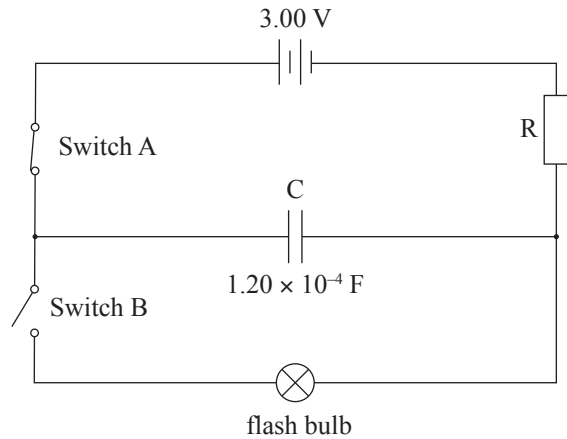 3.00 V
R
Switch A
C
1.20 × 10⁻⁴ F
Switch B
flash bulb